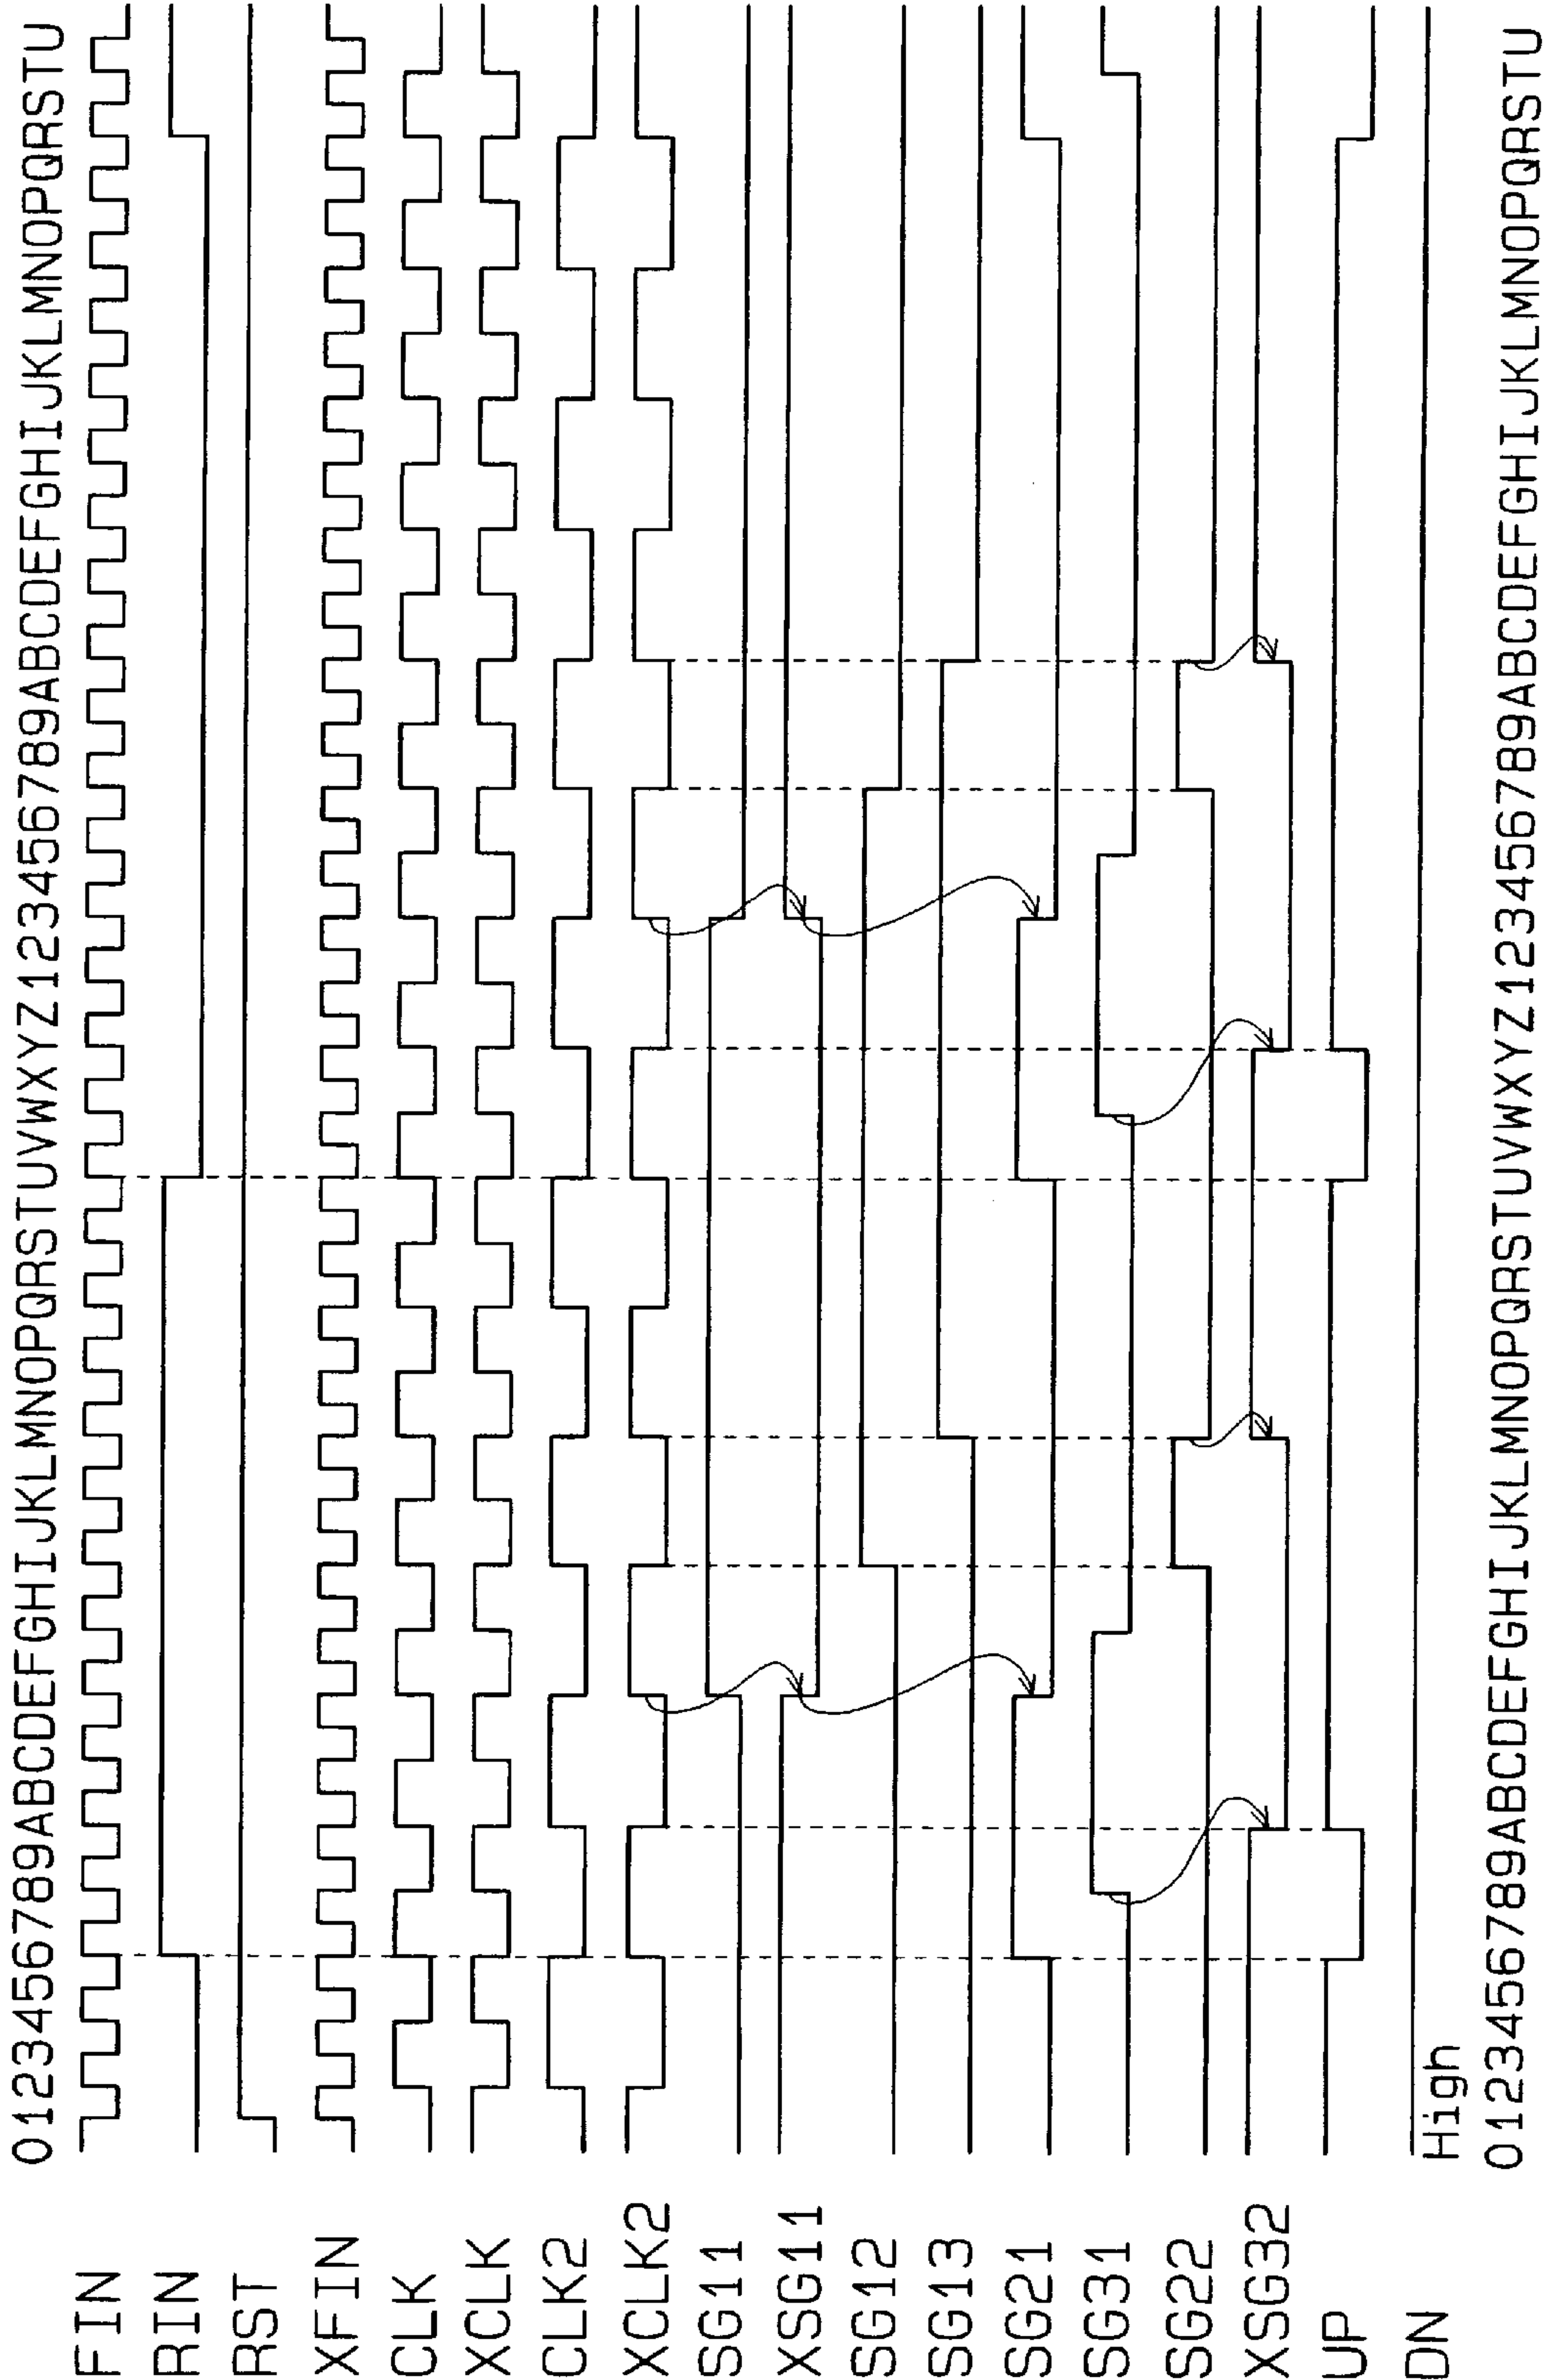 0123456789ABCDEFGHIJKLMNOPQRSTUVWXYZ123456789ABCDEFGHIJKLMNOPQRSTU
FIN
RIN
RST
XFIN
CLK
XCLK
CLK2
XCLK2
SG11
XSG11
SG12
SG13
SG21
SG31
SG22
XSG32
UP
DN
High
0123456789ABCDEFGHIJKLMNOPQRSTUVWXYZ123456789ABCDEFGHIJKLMNOPQRSTU